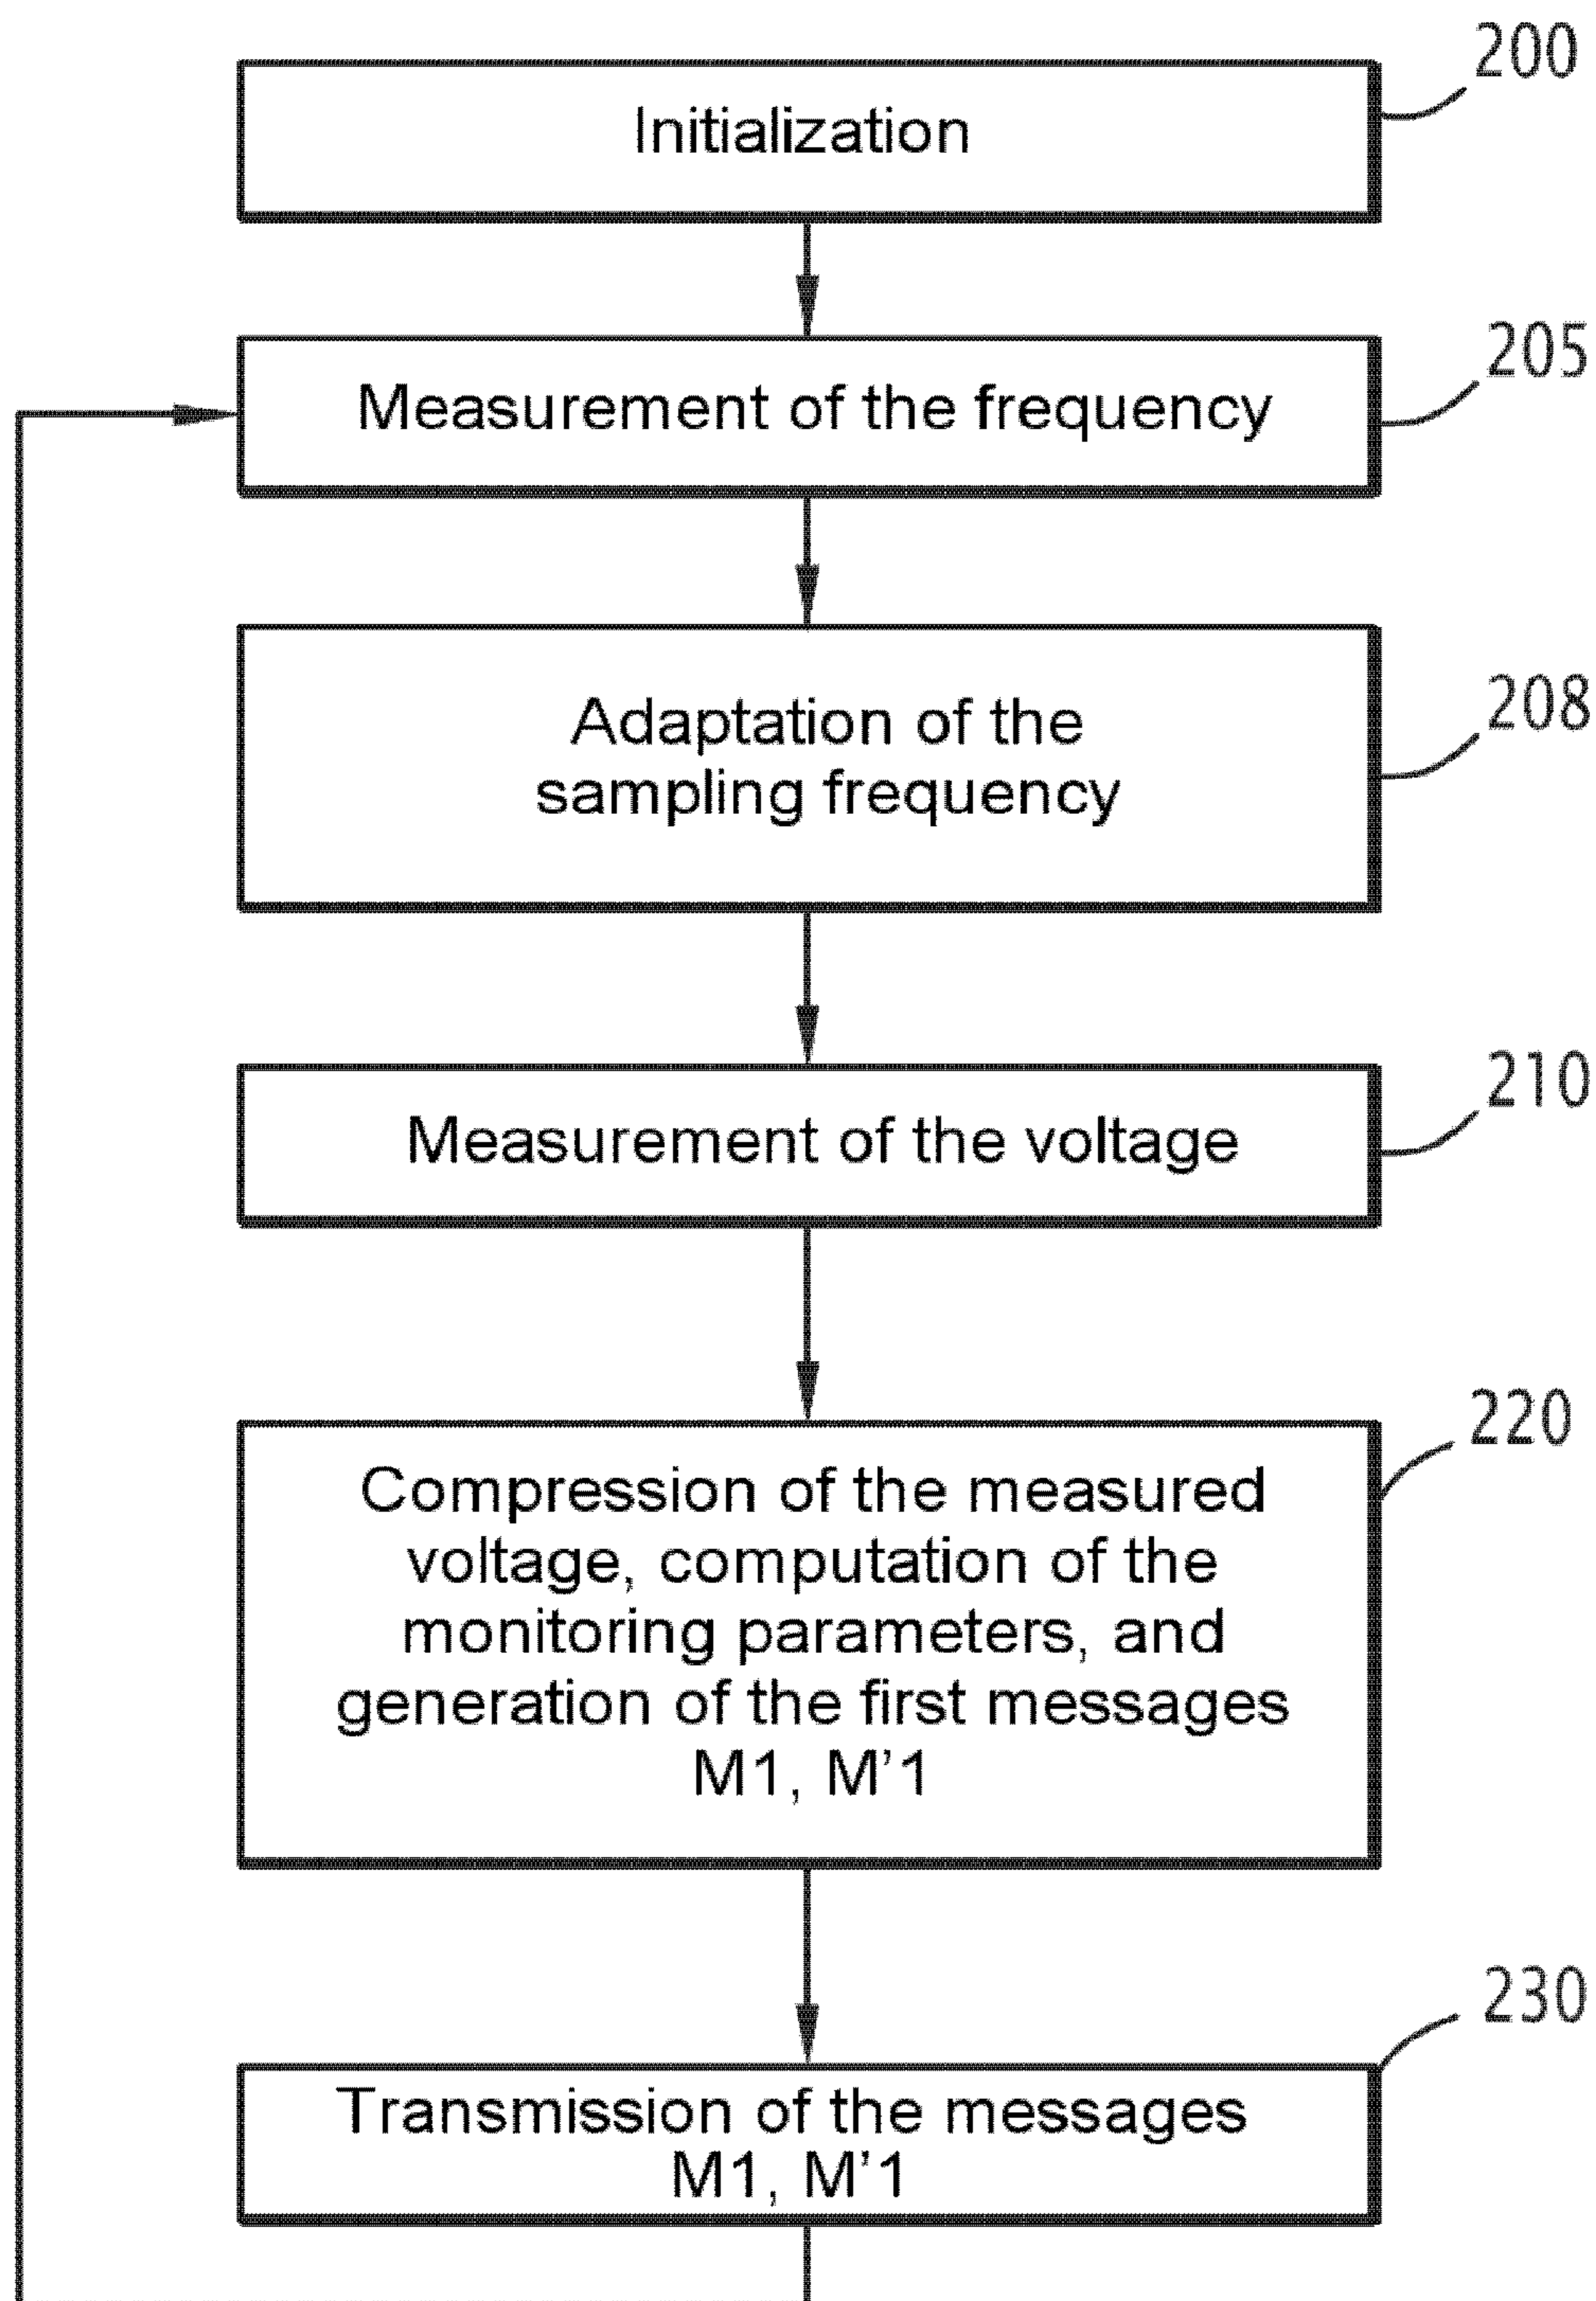 200
Initialization
205
Measurement of the frequency
208
Adaptation of the
sampling frequency
210
Measurement of the voltage
220
Compression of the measured
voltage, computation of the
monitoring parameters, and
generation of the first messages
M1, M’1
230
Transmission of the messages
M1, M’1